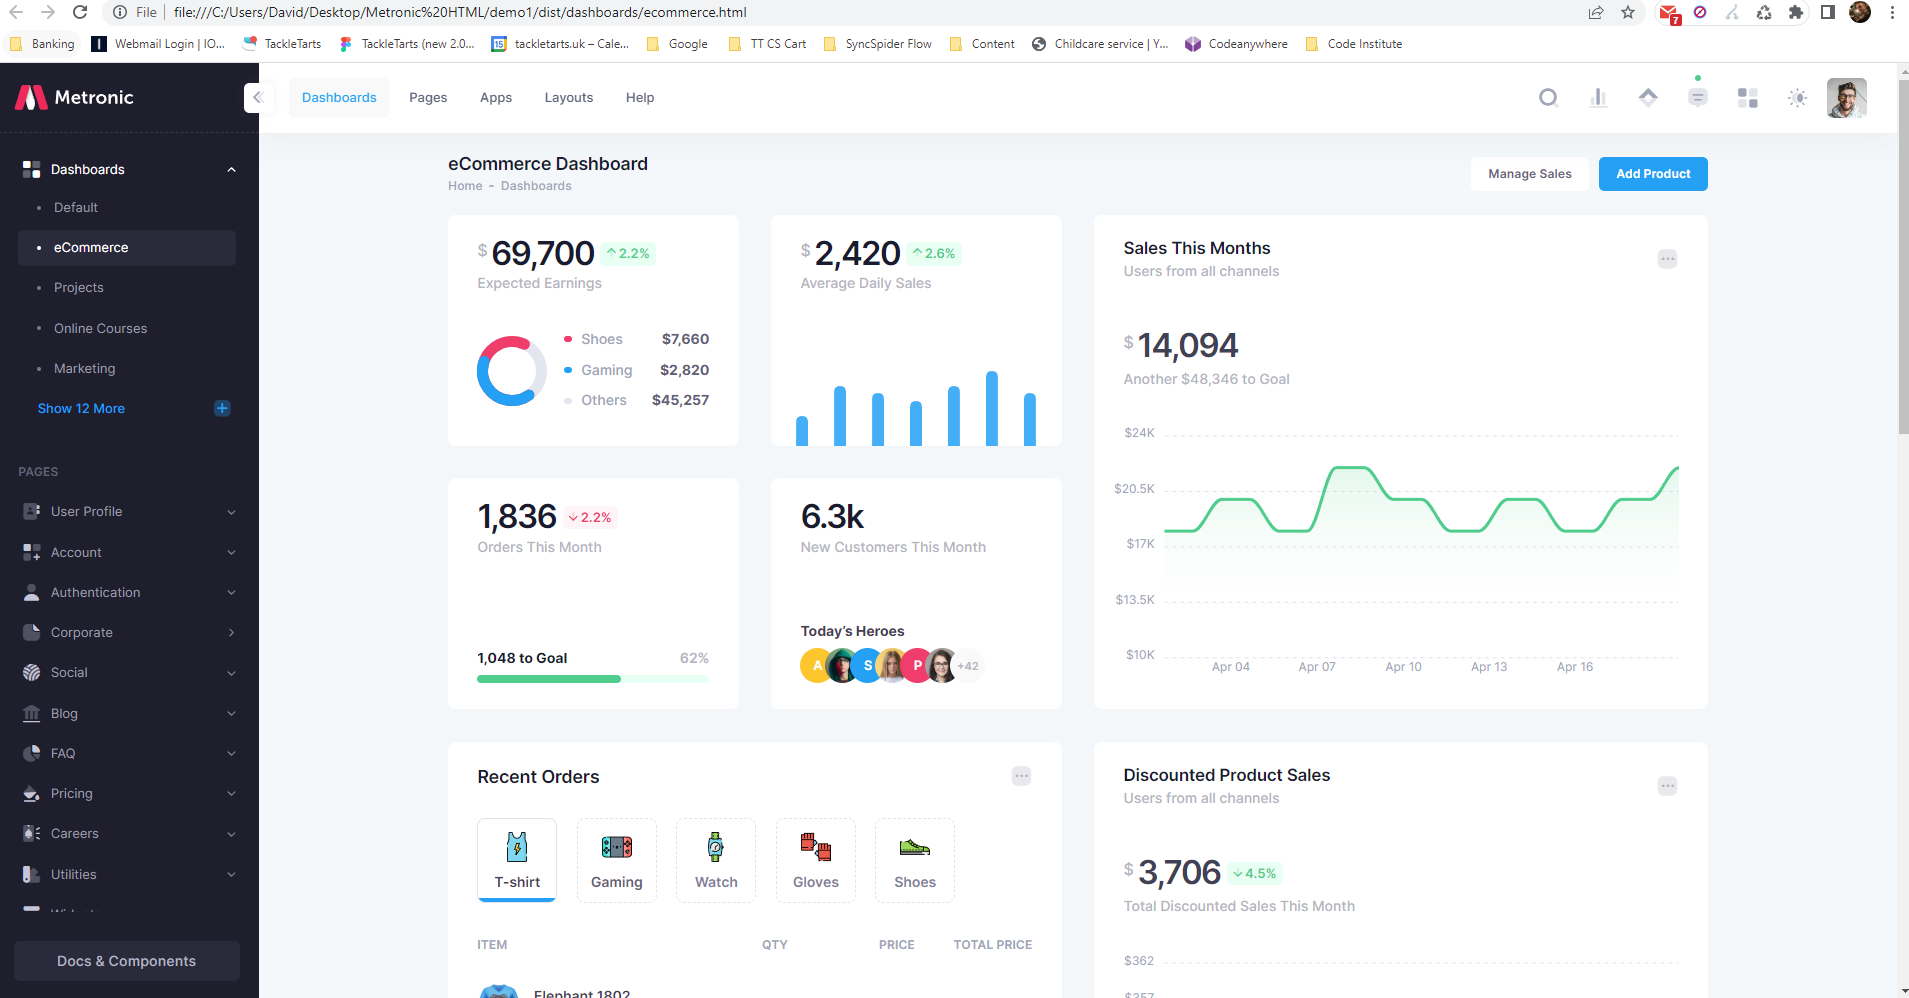 File file:///C:/Users/David/Desktop/Metronic%20HTML/demo1/dist/dashboards/ecommerce.html
7
Banking Webmail Login | IO... TackleTarts TackleTarts (new 2.0... 15 tackletarts.uk – Cale... Google TT CS Cart SyncSpider Flow Content Childcare service | Y... Codeanywhere Code Institute
Metronic
Dashboards Pages Apps Layouts Help
Dashboards
Default
eCommerce
Projects
Online Courses
Marketing
Show 12 More
PAGES
User Profile
Account
Authentication
Corporate
Social
Blog
FAQ
Pricing
Careers
Utilities
Docs & Components
eCommerce Dashboard
Home - Dashboards
Manage Sales Add Product
$ 69,700 2.2%
Expected Earnings
Shoes $7,660
Gaming $2,820
Others $45,257
$ 2,420 2.6%
Average Daily Sales
Sales This Months
Users from all channels
$ 14,094
Another $48,346 to Goal
$24K
$20.5K
$17K
$13.5K
$10K
Apr 04 Apr 07 Apr 10 Apr 13 Apr 16
1,836 2.2%
Orders This Month
1,048 to Goal 62%
6.3k
New Customers This Month
Today’s Heroes
A S P +42
Recent Orders
T-shirt Gaming Watch Gloves Shoes
ITEM QTY PRICE TOTAL PRICE
Elephant 1802
Discounted Product Sales
Users from all channels
$ 3,706 4.5%
Total Discounted Sales This Month
$362
$357